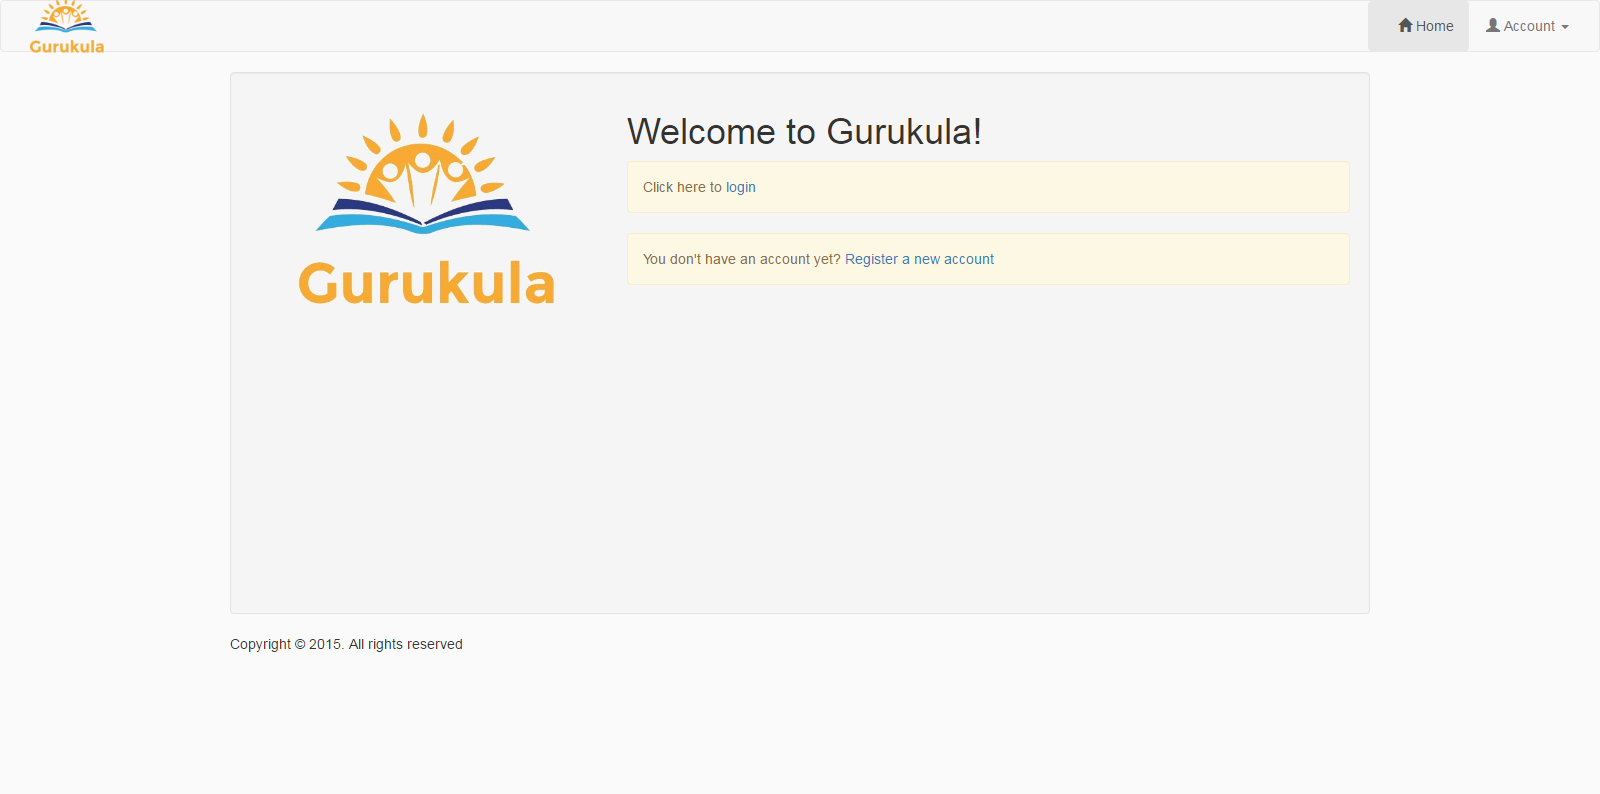 Gurukula
Home
Account
Welcome to Gurukula!
Click here to login
You don't have an account yet? Register a new account
Gurukula
Copyright © 2015. All rights reserved